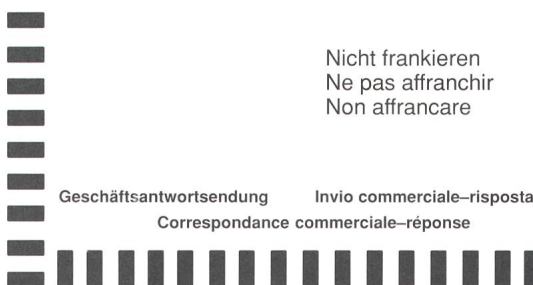 Nicht frankieren
Ne pas affranchir
Non affrancare
Geschäftsantwortsendung Invio commerciale–risposta
Correspondance commerciale–réponse